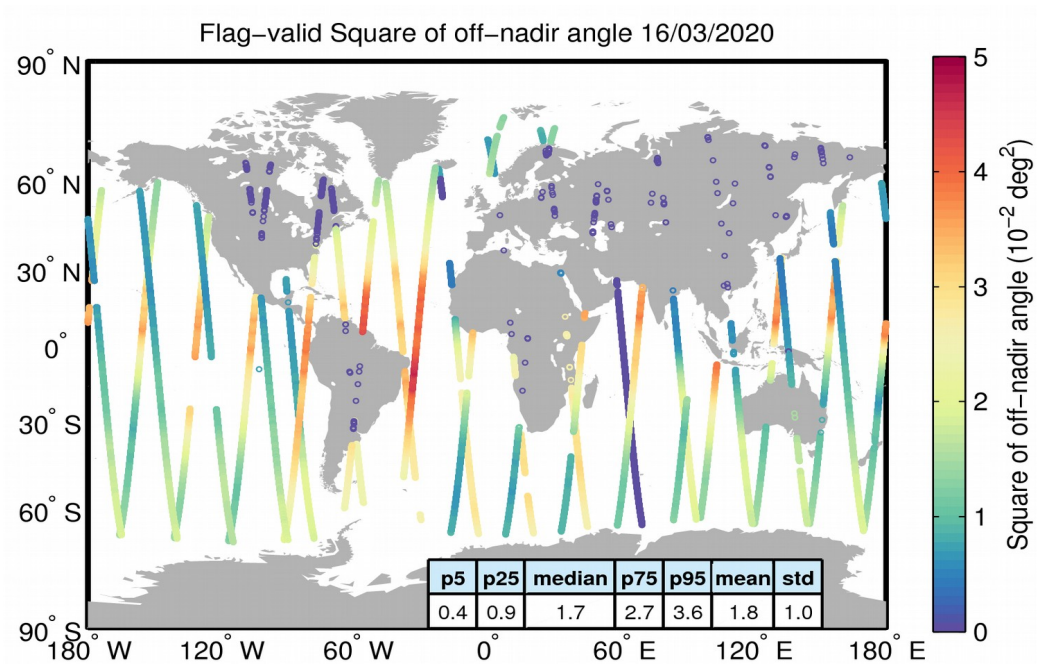 Flag−valid Square of off−nadir angle 16/03/2020
90° N
60° N
30° N
0°
30° S
60° S
90° S
180° W
120° W
60° W
0°
60° E
120° E
180° E
5
4
3
2
1
0
Square of off−nadir angle (10⁻² deg²)
p5 p25 median p75 p95 mean std
0.4 0.9 1.7 2.7 3.6 1.8 1.0